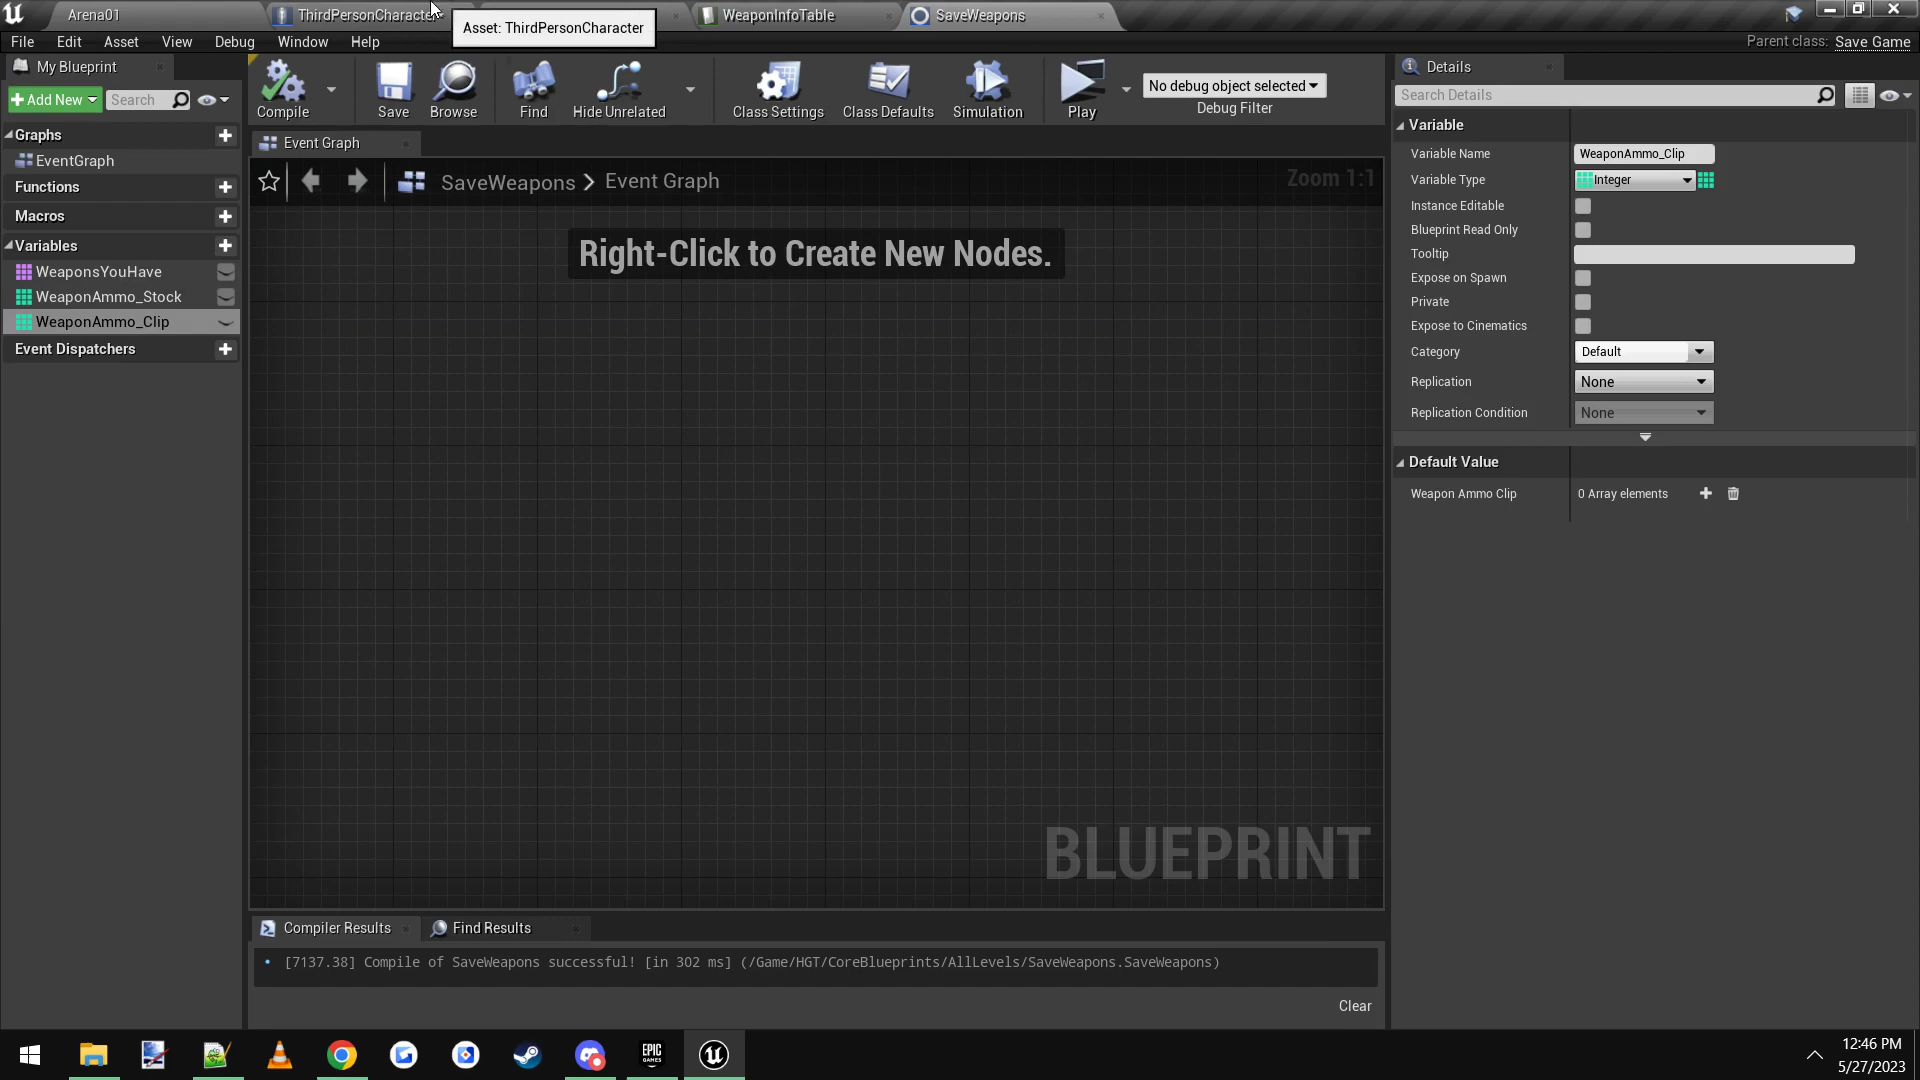 Arena01
ThirdPersonCharacter
WeaponInfoTable
SaveWeapons
Asset: ThirdPersonCharacter
File Edit Asset View Debug Window Help
Parent class: Save Game
My Blueprint
Add New
Search
Graphs
EventGraph
Functions
Macros
Variables
WeaponsYouHave
WeaponAmmo_Stock
WeaponAmmo_Clip
Event Dispatchers
Compile
Save
Browse
Find
Hide Unrelated
Class Settings
Class Defaults
Simulation
Play
No debug object selected
Debug Filter
Event Graph
SaveWeapons > Event Graph
Zoom 1:1
Right-Click to Create New Nodes.
BLUEPRINT
Compiler Results
Find Results
[7137.38] Compile of SaveWeapons successful! [in 302 ms] (/Game/HGT/CoreBlueprints/AllLevels/SaveWeapons.SaveWeapons)
Clear
Details
Search Details
Variable
Variable Name WeaponAmmo_Clip
Variable Type Integer
Instance Editable
Blueprint Read Only
Tooltip
Expose on Spawn
Private
Expose to Cinematics
Category Default
Replication None
Replication Condition None
Default Value
Weapon Ammo Clip 0 Array elements
EPIC
GAMES
12:46 PM
5/27/2023